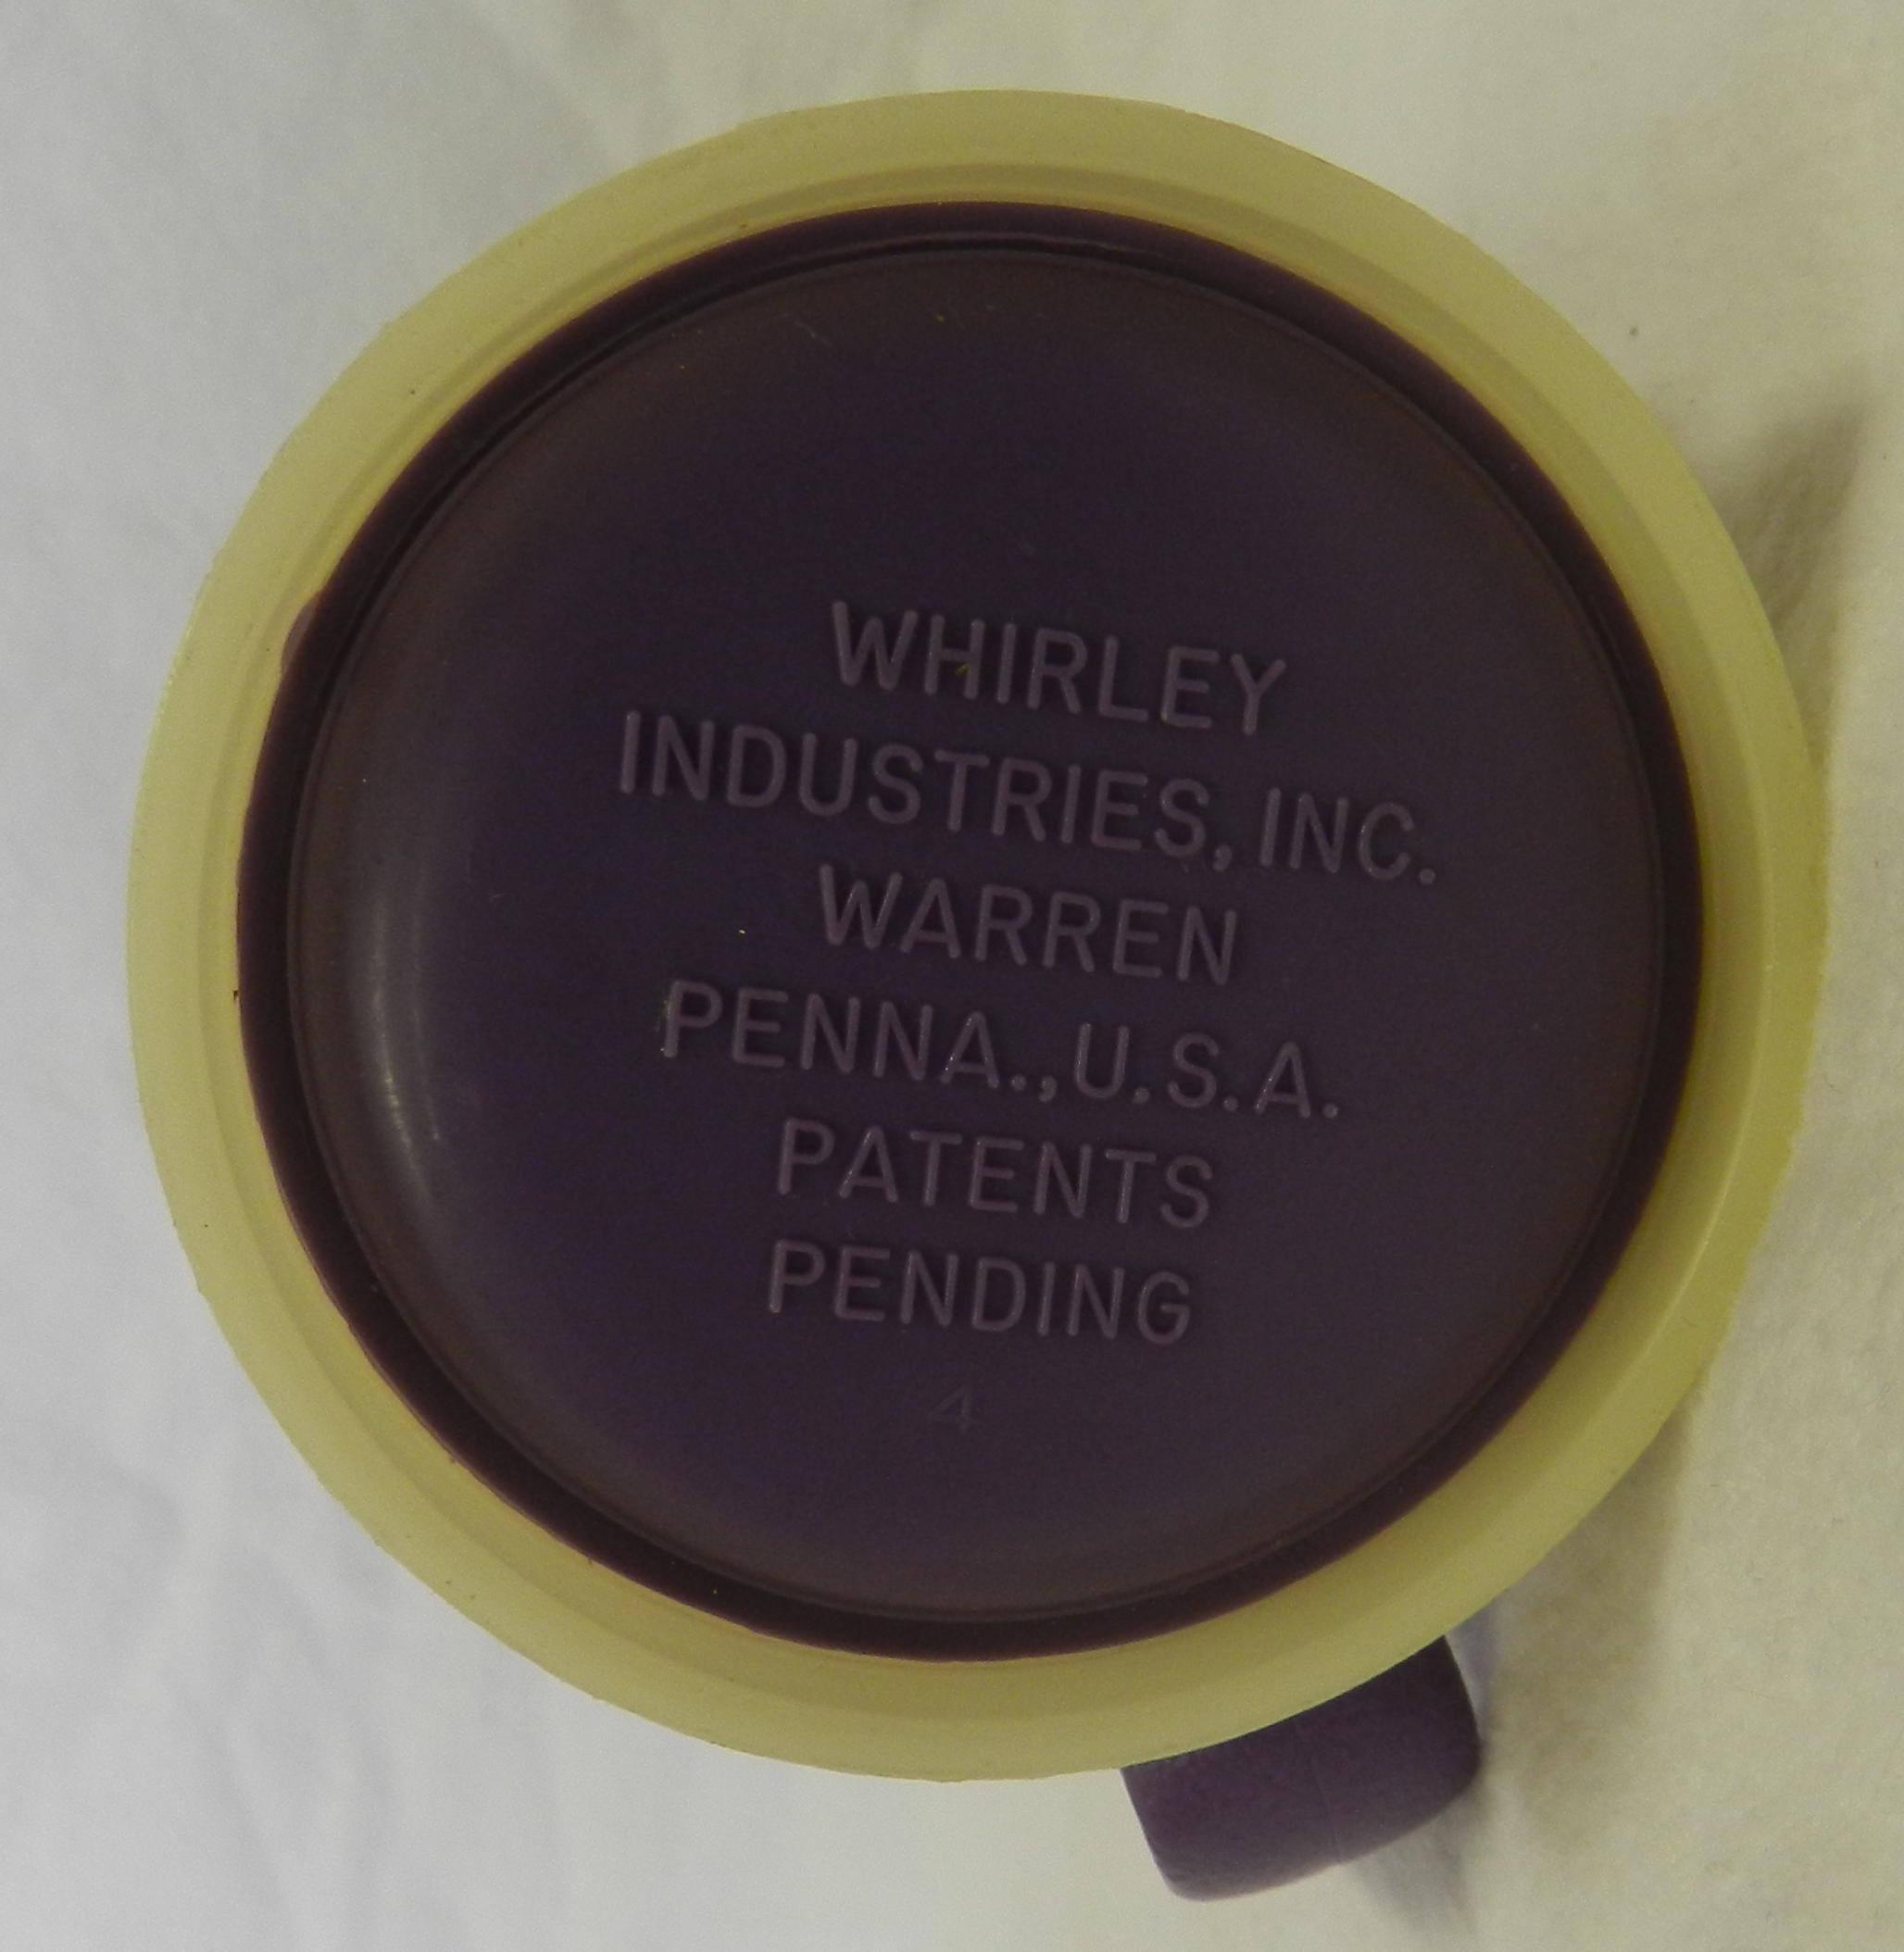 WHIRLEY
INDUSTRIES, INC.
WARREN
PENNA., U.S.A.
PATENTS
PENDING
4